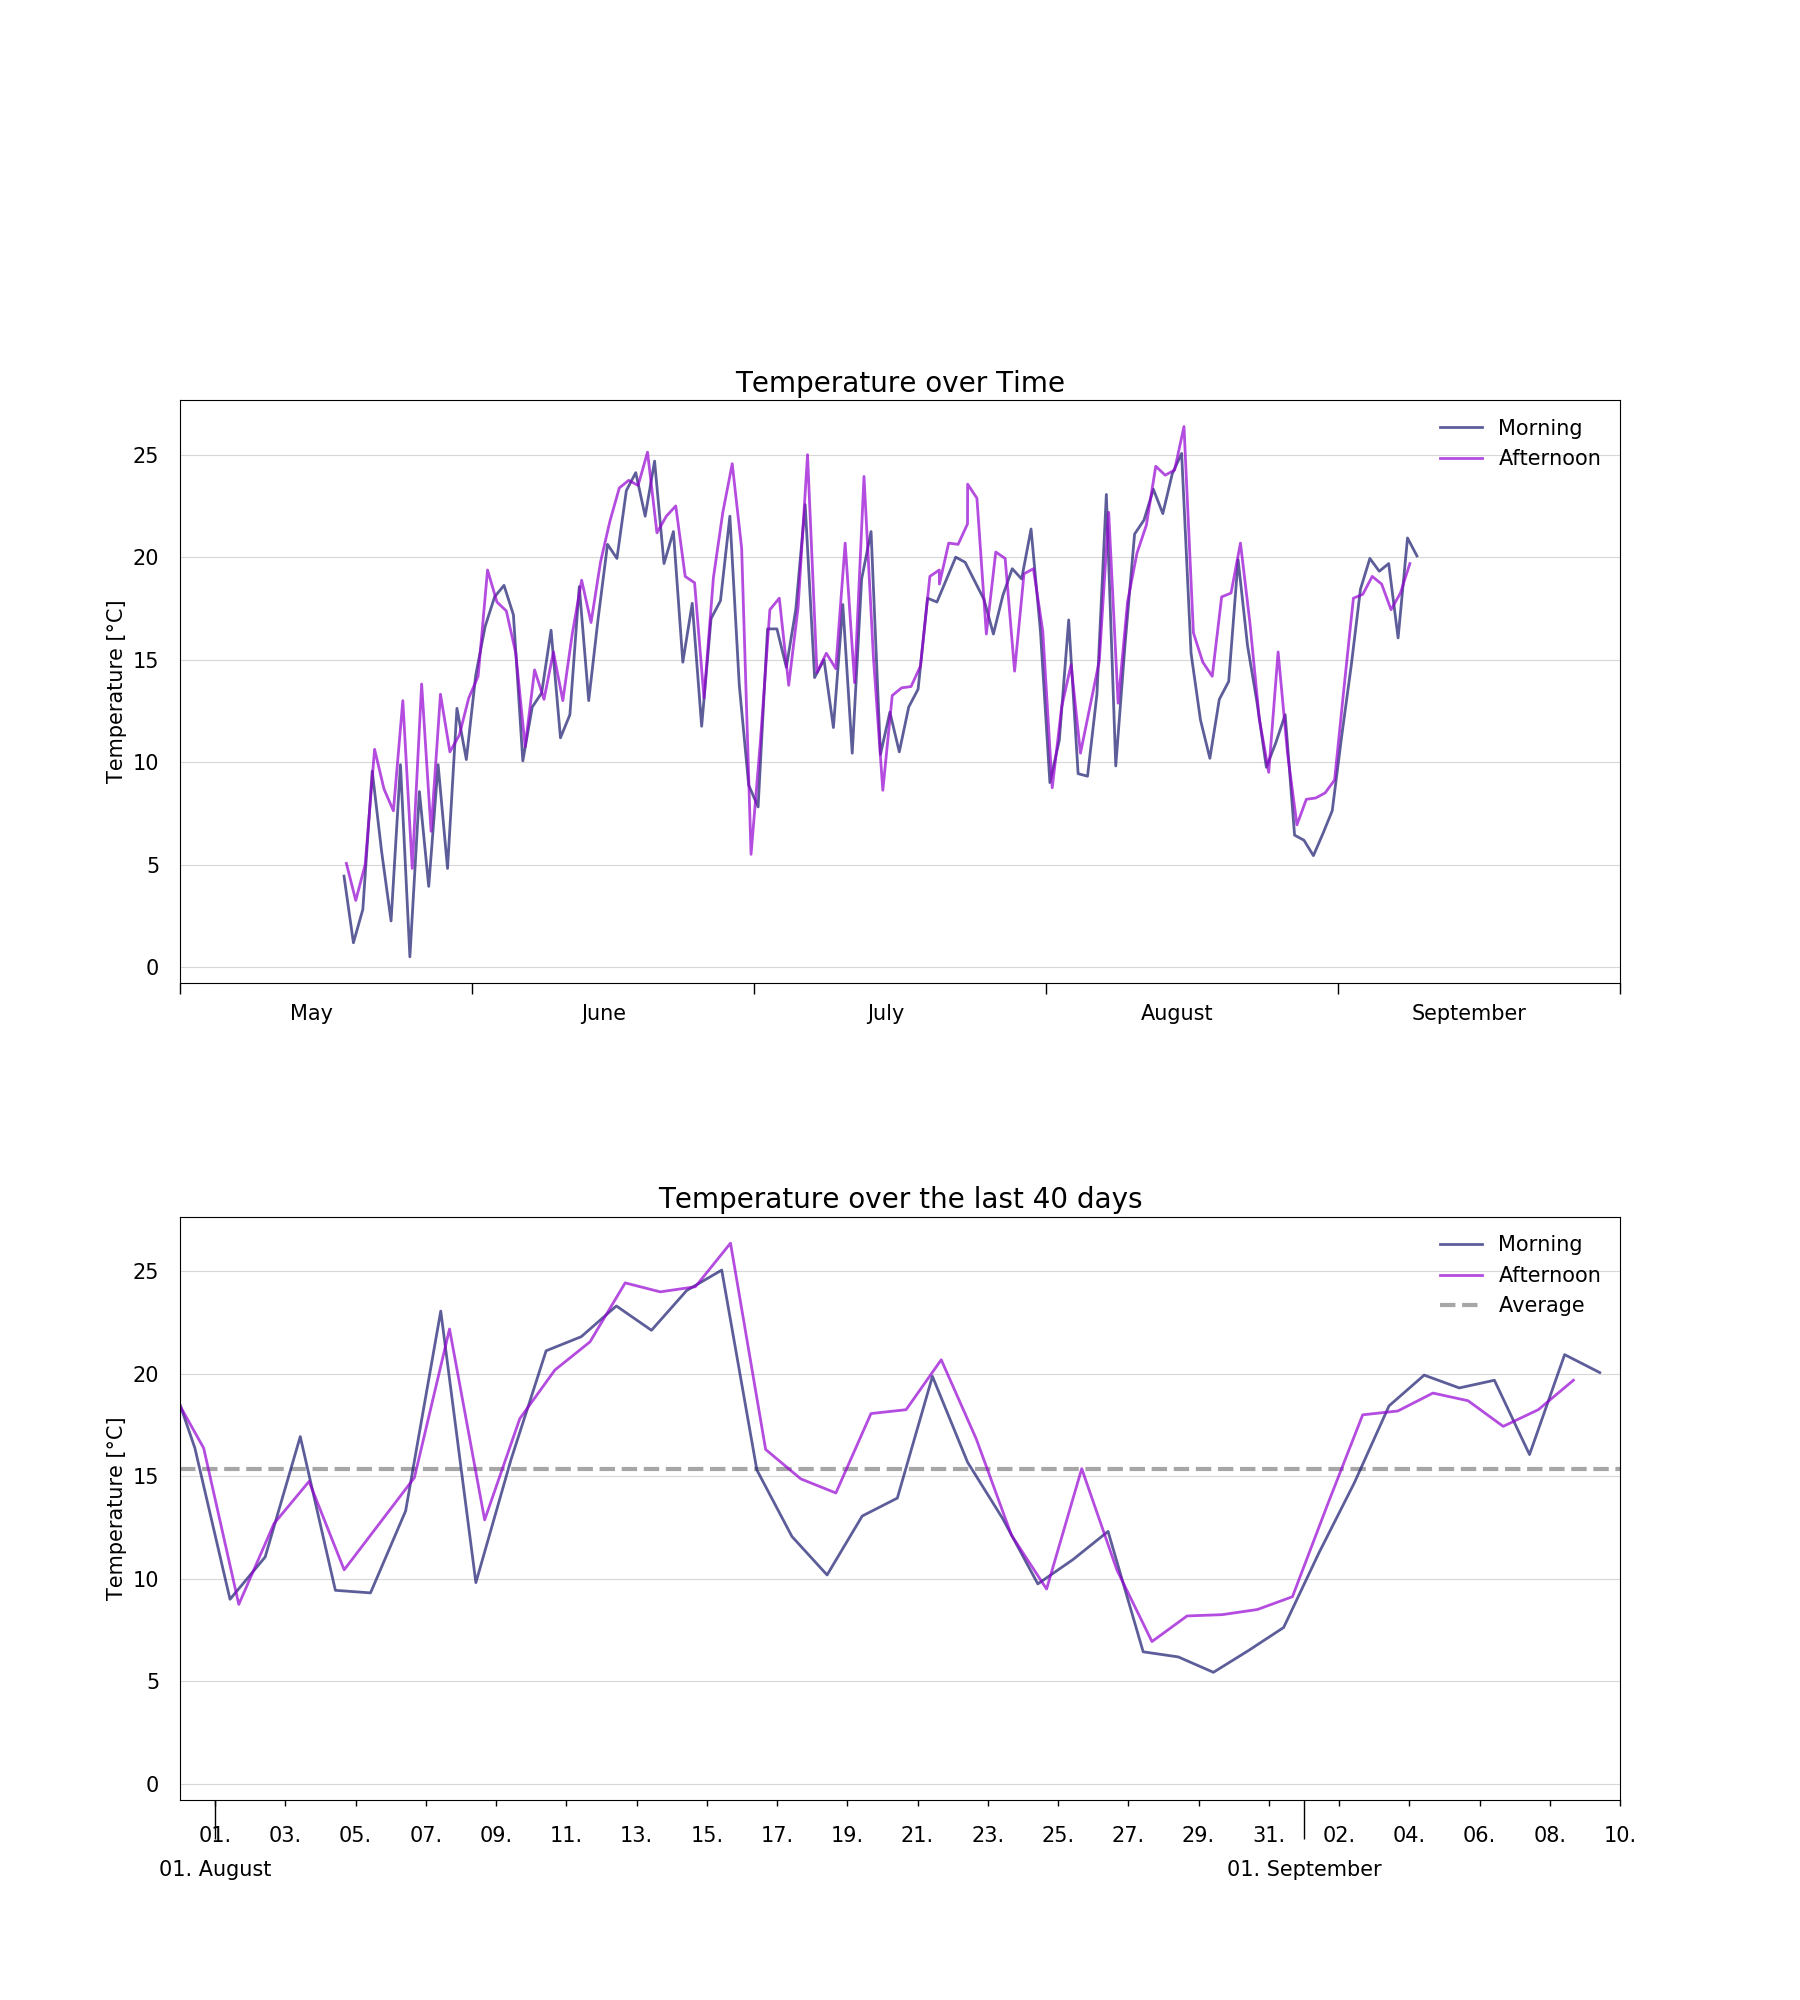 Temperature over Time
Morning
Afternoon
Temperature [°C]
25
20
15
10
5
0
May June July August September
Temperature over the last 40 days
Morning
Afternoon
Average
Temperature [°C]
25
20
15
10
5
0
01. 03. 05. 07. 09. 11. 13. 15. 17. 19. 21. 23. 25. 27. 29. 31. 02. 04. 06. 08. 10.
01. August 01. September